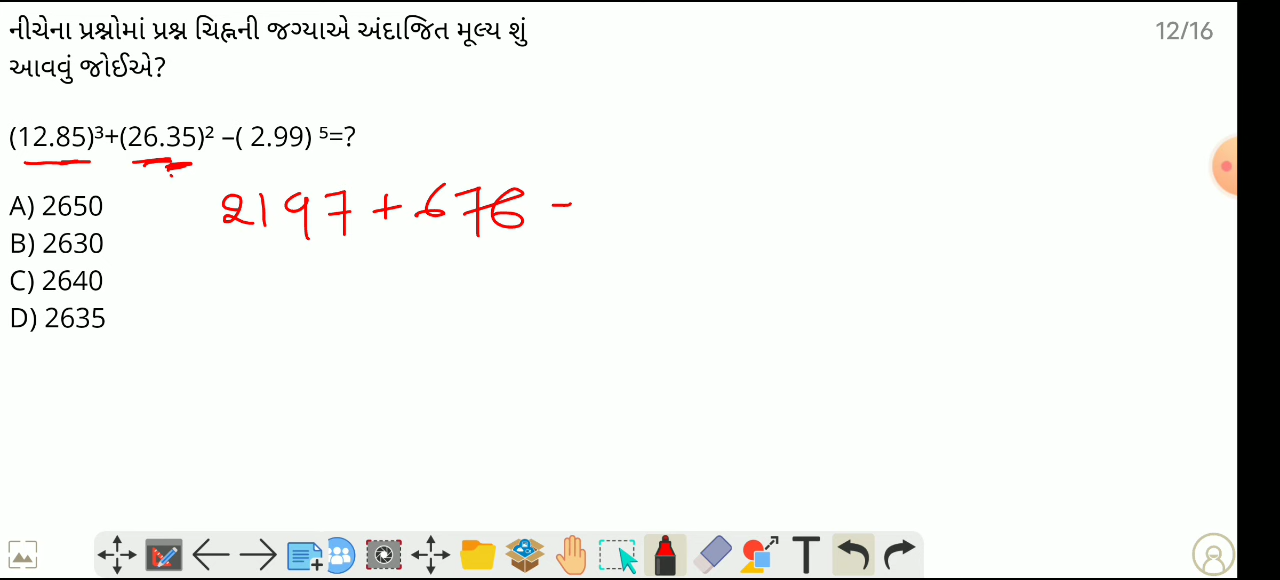 નીચેના પ્રશ્નોમાં પ્રશ્ન ચિહ્નની જગ્યાએ અંદાજિત મૂલ્ય શું
આવવું જોઈએ?
12/16
(12.85)³+(26.35)² –( 2.99) ⁵=?
A) 2650
B) 2630
C) 2640
D) 2635
2197 + 676 -